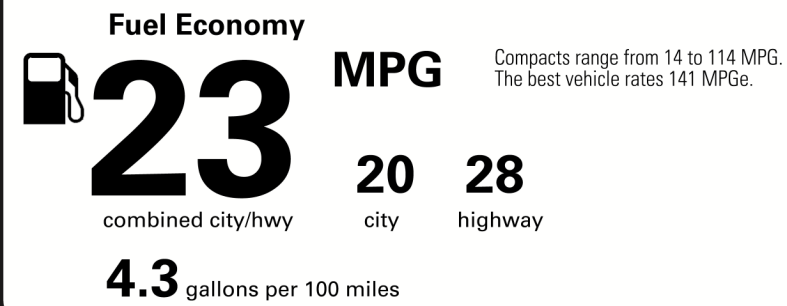 Fuel Economy
23 MPG
combined city/hwy
20 city
28 highway
Compacts range from 14 to 114 MPG.
The best vehicle rates 141 MPGe.
4.3 gallons per 100 miles